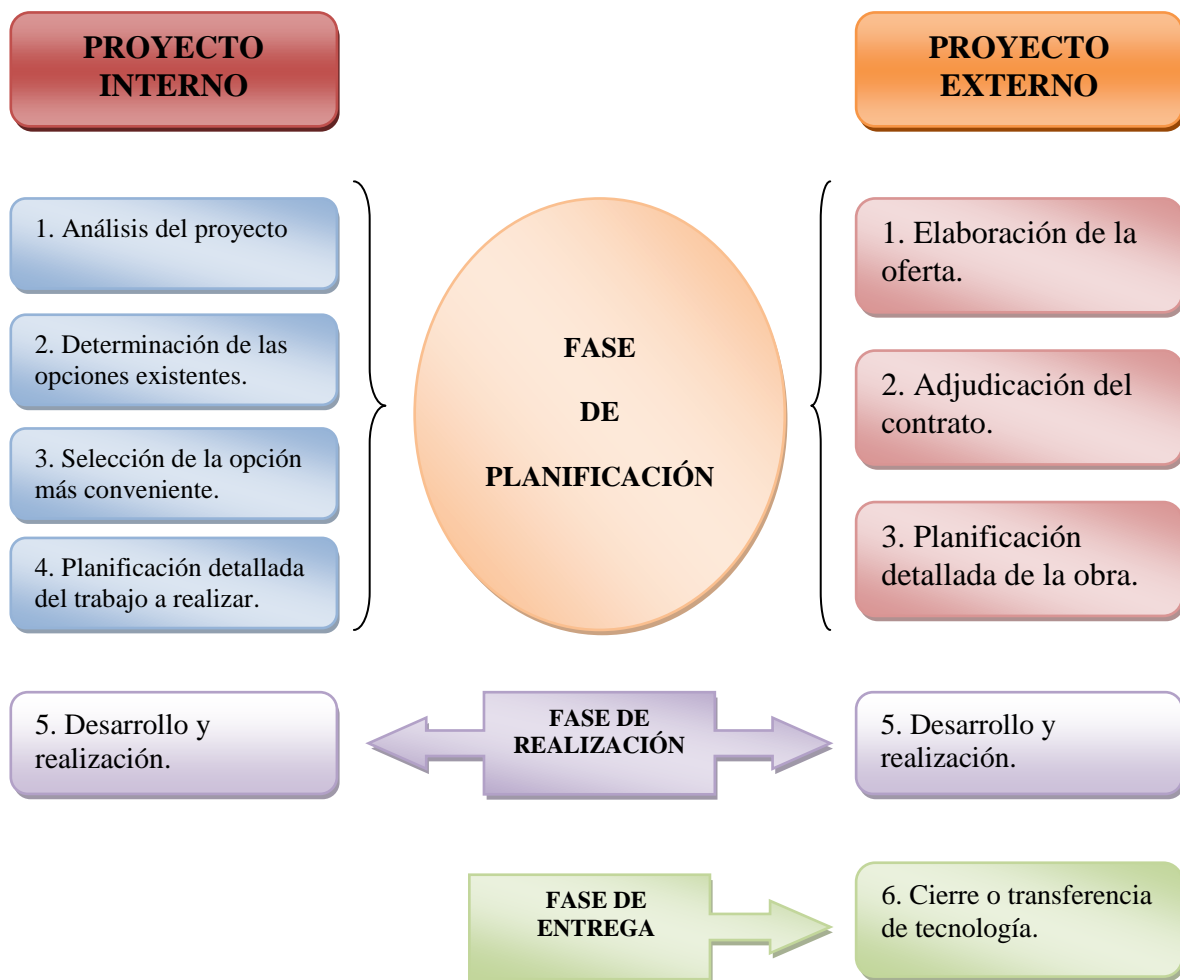 PROYECTO
INTERNO
PROYECTO
EXTERNO
1. Análisis del proyecto
2. Determinación de las
opciones existentes.
3. Selección de la opción
más conveniente.
4. Planificación detallada
del trabajo a realizar.
FASE
DE
PLANIFICACIÓN
1. Elaboración de la
oferta.
2. Adjudicación del
contrato.
3. Planificación
detallada de la obra.
5. Desarrollo y
realización.
FASE DE
REALIZACIÓN
5. Desarrollo y
realización.
FASE DE
ENTREGA
6. Cierre o transferencia
de tecnología.